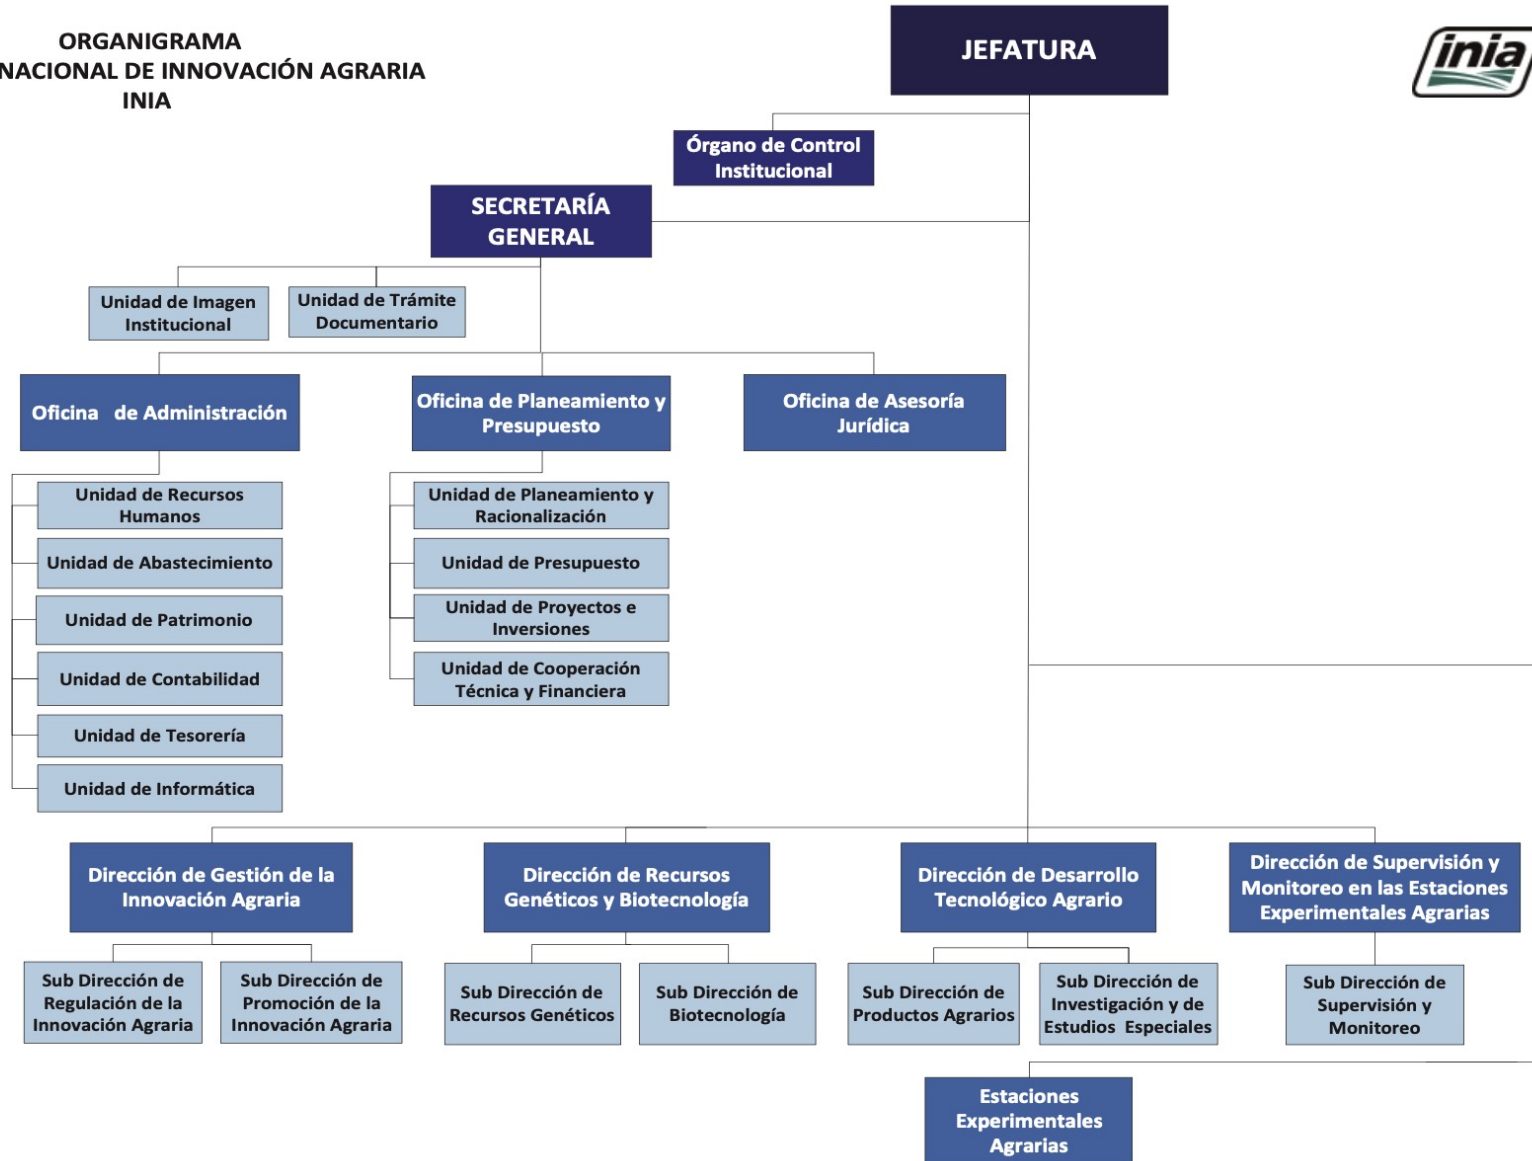 ORGANIGRAMA
NACIONAL DE INNOVACIÓN AGRARIA
INIA
JEFATURA
inia
Órgano de Control
Institucional
SECRETARÍA
GENERAL
Unidad de Imagen
Institucional
Unidad de Trámite
Documentario
Oficina de Administración
Oficina de Planeamiento y
Presupuesto
Oficina de Asesoría
Jurídica
Unidad de Recursos
Humanos
Unidad de Abastecimiento
Unidad de Patrimonio
Unidad de Contabilidad
Unidad de Tesorería
Unidad de Informática
Unidad de Planeamiento y
Racionalización
Unidad de Presupuesto
Unidad de Proyectos e
Inversiones
Unidad de Cooperación
Técnica y Financiera
Dirección de Gestión de la
Innovación Agraria
Dirección de Recursos
Genéticos y Biotecnología
Dirección de Desarrollo
Tecnológico Agrario
Dirección de Supervisión y
Monitoreo en las Estaciones
Experimentales Agrarias
Sub Dirección de
Regulación de la
Innovación Agraria
Sub Dirección de
Promoción de la
Innovación Agraria
Sub Dirección de
Recursos Genéticos
Sub Dirección de
Biotecnología
Sub Dirección de
Productos Agrarios
Sub Dirección de
Investigación y de
Estudios Especiales
Sub Dirección de
Supervisión y
Monitoreo
Estaciones
Experimentales
Agrarias